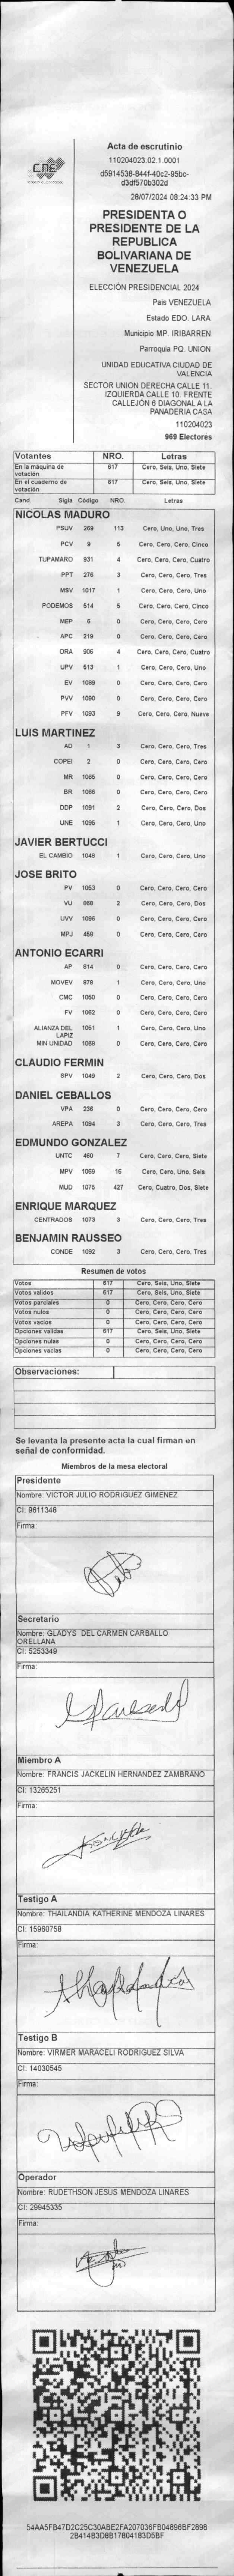 CNE
PODER ELECTORAL
Acta de escrutinio
110204023.02.1.0001
d5914538-844f-40c2-95bc-
d3df570b302d
28/07/2024 08:24:33 PM
PRESIDENTA O
PRESIDENTE DE LA
REPUBLICA
BOLIVARIANA DE
VENEZUELA
ELECCIÓN PRESIDENCIAL 2024
Pais VENEZUELA
Estado EDO. LARA
Municipio MP. IRIBARREN
Parroquia PQ. UNION
UNIDAD EDUCATIVA CIUDAD DE
VALENCIA
SECTOR UNION DERECHA CALLE 11.
IZQUIERDA CALLE 10. FRENTE
CALLEJÓN 6 DIAGONAL A LA
PANADERIA CASA
110204023
969 Electores
Votantes NRO. Letras
En la máquina de votación 617 Cero, Seis, Uno, Siete
En el cuaderno de votación 617 Cero, Seis, Uno, Siete
Cand. Sigla Código NRO. Letras
NICOLAS MADURO
PSUV 269 113 Cero, Uno, Uno, Tres
PCV 9 5 Cero, Cero, Cero, Cinco
TUPAMARO 931 4 Cero, Cero, Cero, Cuatro
PPT 276 3 Cero, Cero, Cero, Tres
MSV 1017 1 Cero, Cero, Cero, Uno
PODEMOS 514 5 Cero, Cero, Cero, Cinco
MEP 6 0 Cero, Cero, Cero, Cero
APC 219 0 Cero, Cero, Cero, Cero
ORA 906 4 Cero, Cero, Cero, Cuatro
UPV 513 1 Cero, Cero, Cero, Uno
EV 1089 0 Cero, Cero, Cero, Cero
PVV 1090 0 Cero, Cero, Cero, Cero
PFV 1093 9 Cero, Cero, Cero, Nueve
LUIS MARTINEZ
AD 1 3 Cero, Cero, Cero, Tres
COPEI 2 0 Cero, Cero, Cero, Cero
MR 1065 0 Cero, Cero, Cero, Cero
BR 1066 0 Cero, Cero, Cero, Cero
DDP 1091 2 Cero, Cero, Cero, Dos
UNE 1095 1 Cero, Cero, Cero, Uno
JAVIER BERTUCCI
EL CAMBIO 1048 1 Cero, Cero, Cero, Uno
JOSE BRITO
PV 1053 0 Cero, Cero, Cero, Cero
VU 868 2 Cero, Cero, Cero, Dos
UVV 1096 0 Cero, Cero, Cero, Cero
MPJ 459 0 Cero, Cero, Cero, Cero
ANTONIO ECARRI
AP 814 0 Cero, Cero, Cero, Cero
MOVEV 878 1 Cero, Cero, Cero, Uno
CMC 1050 0 Cero, Cero, Cero, Cero
FV 1062 0 Cero, Cero, Cero, Cero
ALIANZA DEL LAPIZ 1051 1 Cero, Cero, Cero, Uno
MIN UNIDAD 1068 0 Cero, Cero, Cero, Cero
CLAUDIO FERMIN
SPV 1049 2 Cero, Cero, Cero, Dos
DANIEL CEBALLOS
VPA 236 0 Cero, Cero, Cero, Cero
AREPA 1094 3 Cero, Cero, Cero, Tres
EDMUNDO GONZALEZ
UNTC 460 7 Cero, Cero, Cero, Siete
MPV 1069 16 Cero, Cero, Uno, Seis
MUD 1075 427 Cero, Cuatro, Dos, Siete
ENRIQUE MARQUEZ
CENTRADOS 1073 3 Cero, Cero, Cero, Tres
BENJAMIN RAUSSEO
CONDE 1092 3 Cero, Cero, Cero, Tres
Resumen de votos
Votos 617 Cero, Seis, Uno, Siete
Votos validos 617 Cero, Seis, Uno, Siete
Votos parciales 0 Cero, Cero, Cero, Cero
Votos nulos 0 Cero, Cero, Cero, Cero
Votos vacios 0 Cero, Cero, Cero, Cero
Opciones validas 617 Cero, Seis, Uno, Siete
Opciones nulas 0 Cero, Cero, Cero, Cero
Opciones vacias 0 Cero, Cero, Cero, Cero
Observaciones:
Se levanta la presente acta la cual firman en
señal de conformidad.
Miembros de la mesa electoral
Presidente
Nombre: VICTOR JULIO RODRIGUEZ GIMENEZ
CI: 9611348
Firma:
Secretario
Nombre: GLADYS DEL CARMEN CARBALLO
ORELLANA
CI: 5253349
Firma:
Miembro A
Nombre: FRANCIS JACKELIN HERNANDEZ ZAMBRANO
CI: 13265251
Firma:
Testigo A
Nombre: THAILANDIA KATHERINE MENDOZA LINARES
CI: 15960758
Firma:
Testigo B
Nombre: VIRMER MARACELI RODRIGUEZ SILVA
CI: 14030545
Firma:
Operador
Nombre: RUDETHSON JESUS MENDOZA LINARES
CI: 29945335
Firma:
54AA5FB47D2C25C30ABE2FA207036FB04896BF2898
2B414B3D8B17804183D5BF